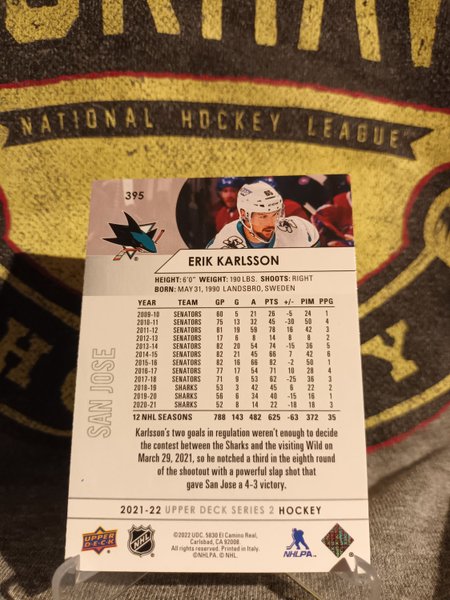 NATIONAL HOCKEY LEAGUE
395
ERIK KARLSSON
HEIGHT: 6'0" WEIGHT: 190 LBS. SHOOTS: RIGHT
BORN: MAY 31, 1990 LANDSBRO, SWEDEN
SAN JOSE
YEAR TEAM GP G A PTS +/- PIM PPG
2009-10 SENATORS 60 5 21 26 -5 24 1
2010-11 SENATORS 75 13 32 45 -30 50 4
2011-12 SENATORS 81 19 59 78 16 42 3
2012-13 SENATORS 17 6 8 14 8 8 2
2013-14 SENATORS 82 20 54 74 -15 36 5
2014-15 SENATORS 82 21 45 66 7 42 6
2015-16 SENATORS 82 16 66 82 -2 50 1
2016-17 SENATORS 77 17 54 71 10 28 4
2017-18 SENATORS 71 9 53 62 -25 36 3
2018-19 SHARKS 53 3 42 45 6 22 2
2019-20 SHARKS 56 6 34 40 -15 16 1
2020-21 SHARKS 52 8 14 22 -18 18 3
12 NHL SEASONS 788 143 482 625 -63 372 35
Karlsson's two goals in regulation weren't enough to decide
the contest between the Sharks and the visiting Wild on
March 29, 2021, so he notched a third in the eighth round
of the shootout with a powerful slap shot that
gave San Jose a 4-3 victory.
2021-22 UPPER DECK SERIES 2 HOCKEY
UPPER DECK
NHL
©2022 UDC. 5830 El Camino Real,
Carlsbad, CA 92008.
All rights reserved. Printed in Italy.
©NHLPA. © NHL.
NHLPA